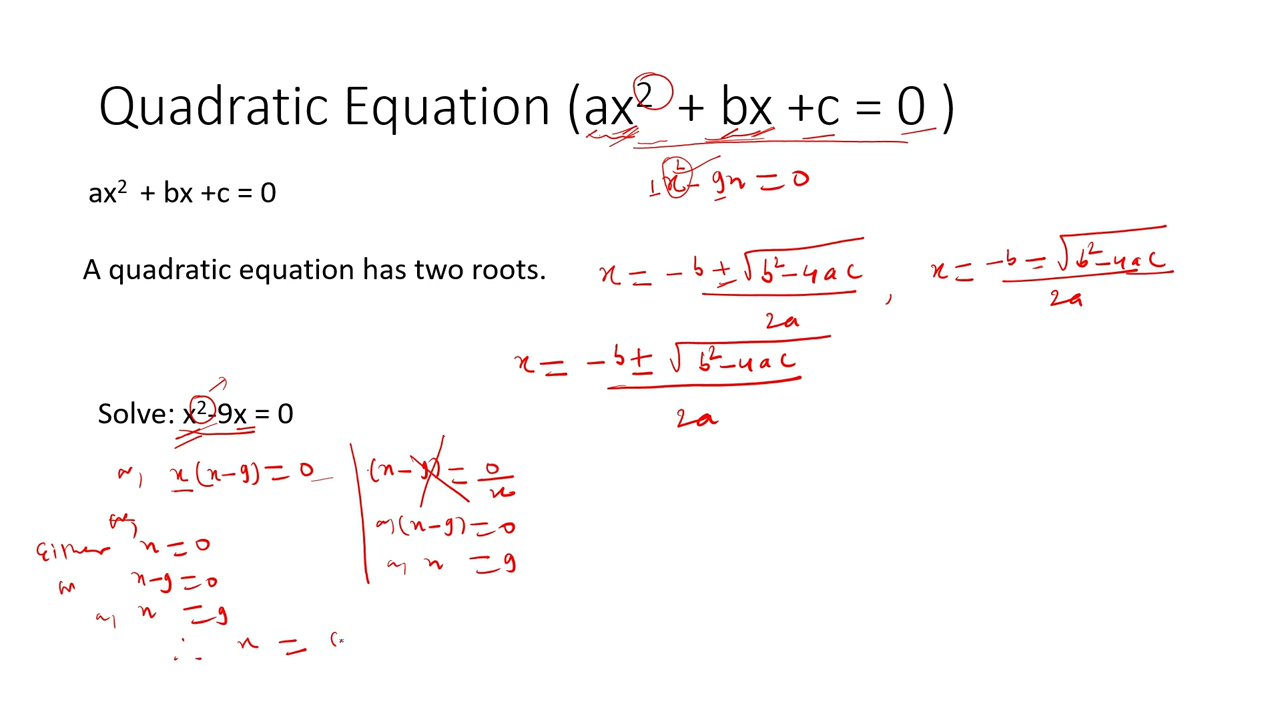 Quadratic Equation (ax² + bx +c = 0 )
1x² - 9x = 0
ax² + bx +c = 0
A quadratic equation has two roots.
x = -b ± √b²-4ac / 2a , x = -b - √b²-4ac / 2a
x = -b ± √b²-4ac / 2a
Solve: x²-9x = 0
x(x-9) = 0
Either x = 0
or x-9 = 0
or, x = 9
∴ x =
(x-9) = 0/x
or, (x-9) = 0
or, x = 9